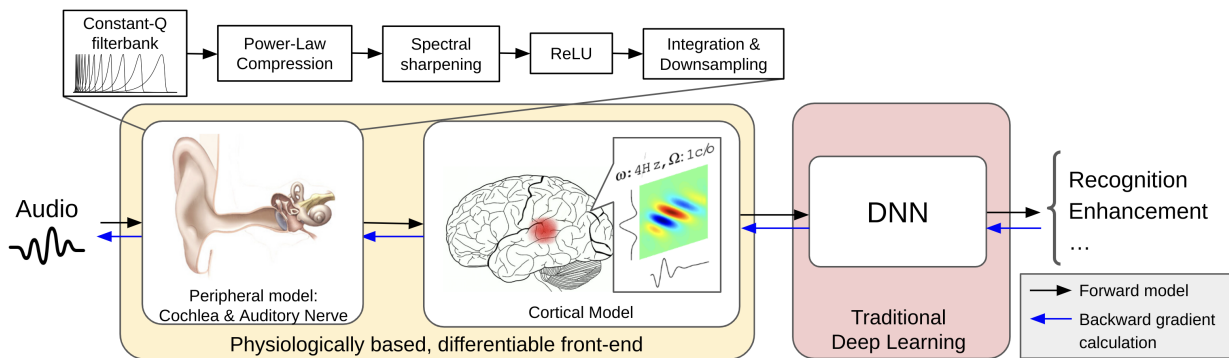 Constant-Q
filterbank
Power-Law
Compression
Spectral
sharpening
ReLU
Integration &
Downsampling
Audio
ω: 4Hz, Ω: 1c/o
DNN
Recognition
Enhancement
...
Peripheral model:
Cochlea & Auditory Nerve
Cortical Model
Physiologically based, differentiable front-end
Traditional
Deep Learning
Forward model
Backward gradient
calculation